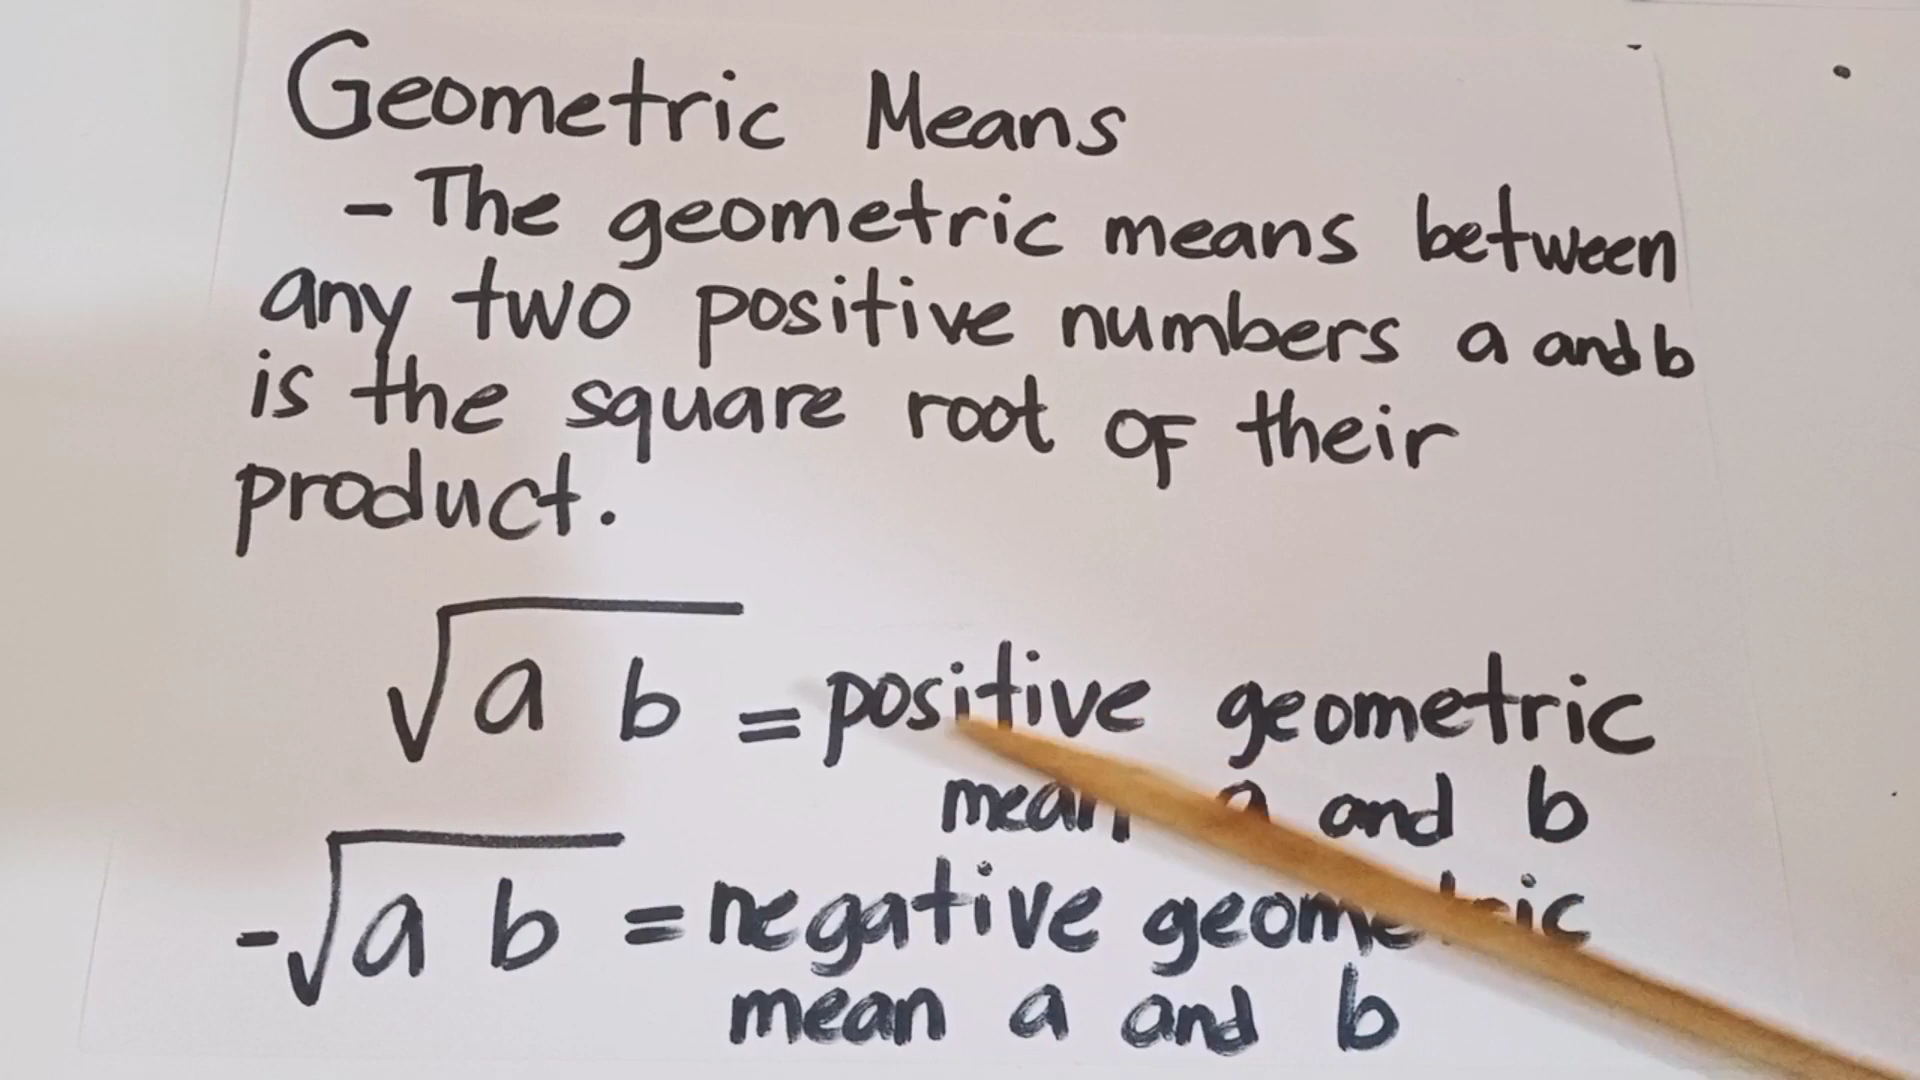 Geometric Means
- The geometric means between
any two positive numbers a and b
is the square root of their
product.
√a b = positive geometric
mean a and b
-√a b = negative geometric
mean a and b